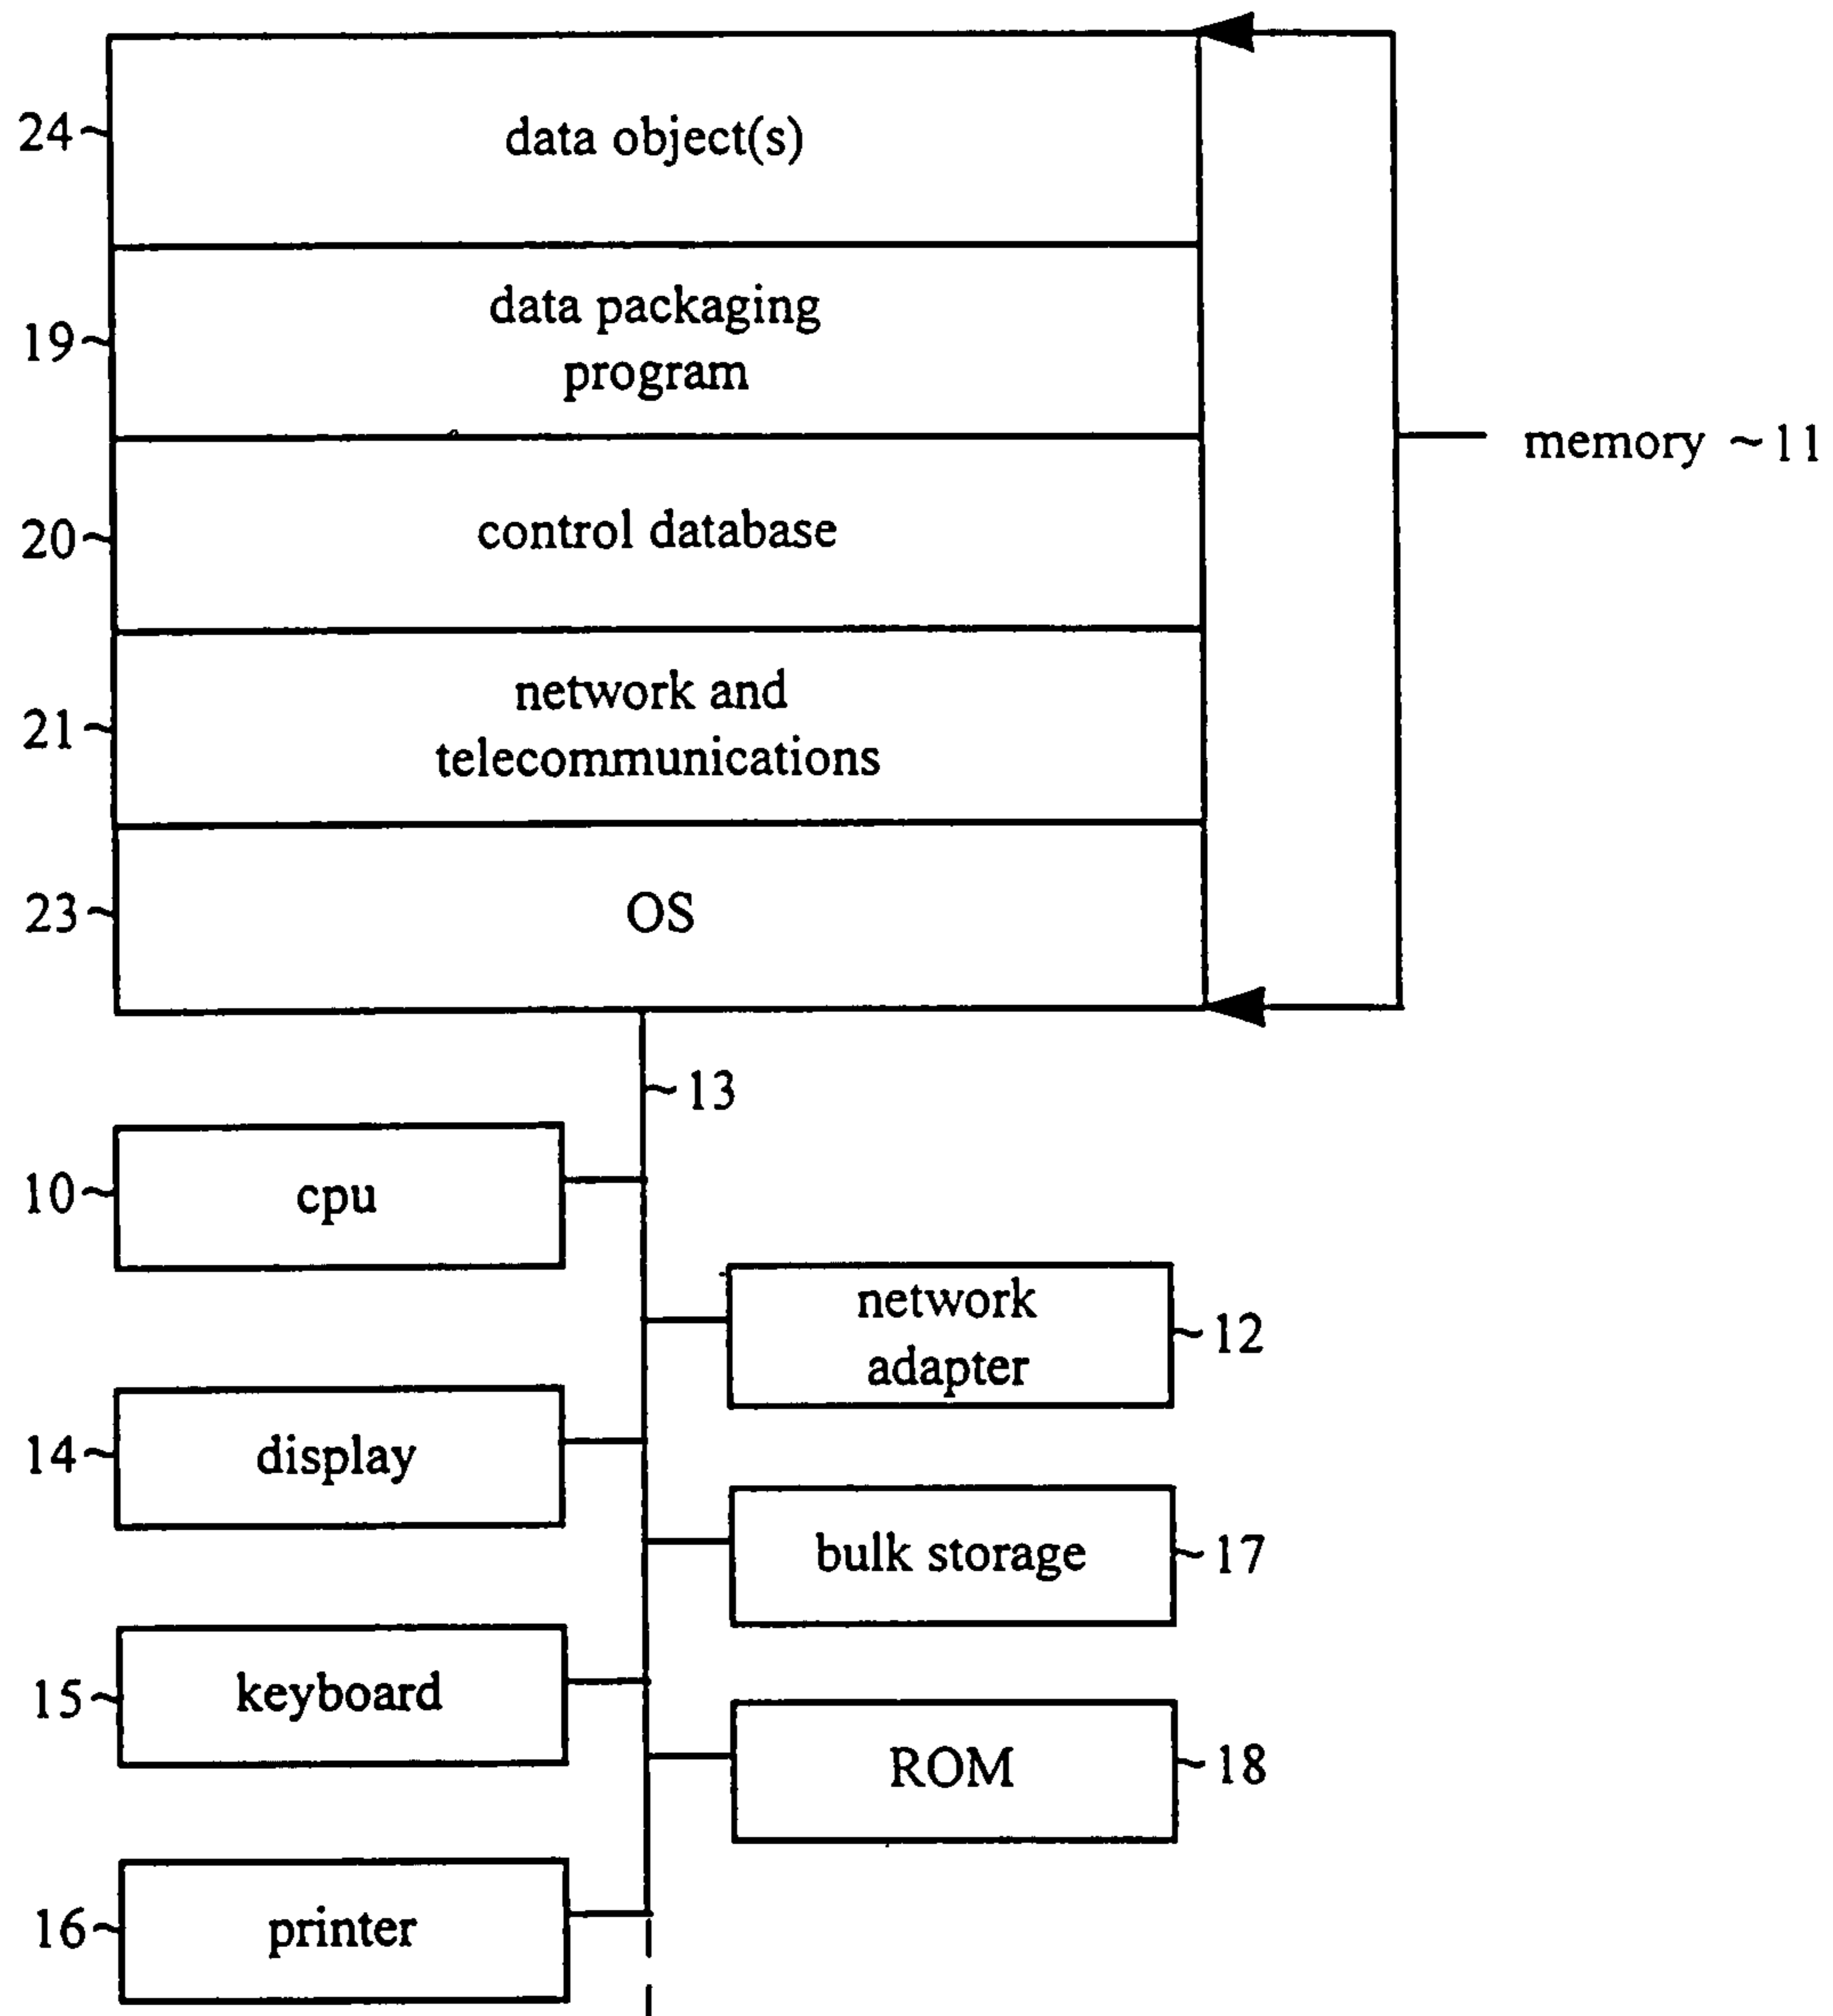 24~
data object(s)
19~
data packaging
program
memory ~11
20~
control database
21~
network and
telecommunications
23~
OS
~13
10~
cpu
network
adapter
~12
14~
display
bulk storage
~17
15~
keyboard
ROM
~18
16~
printer